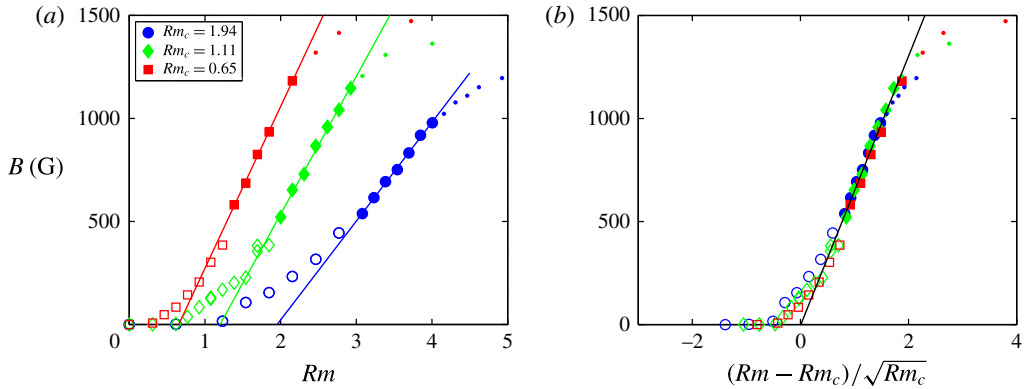 (a)
(b)
1500
1000
500
0
B (G)
Rm_c = 1.94
Rm_c = 1.11
Rm_c = 0.65
0 1 2 3 4 5
Rm
1500
1000
500
0
−2 0 2 4
(Rm − Rm_c)/√Rm_c